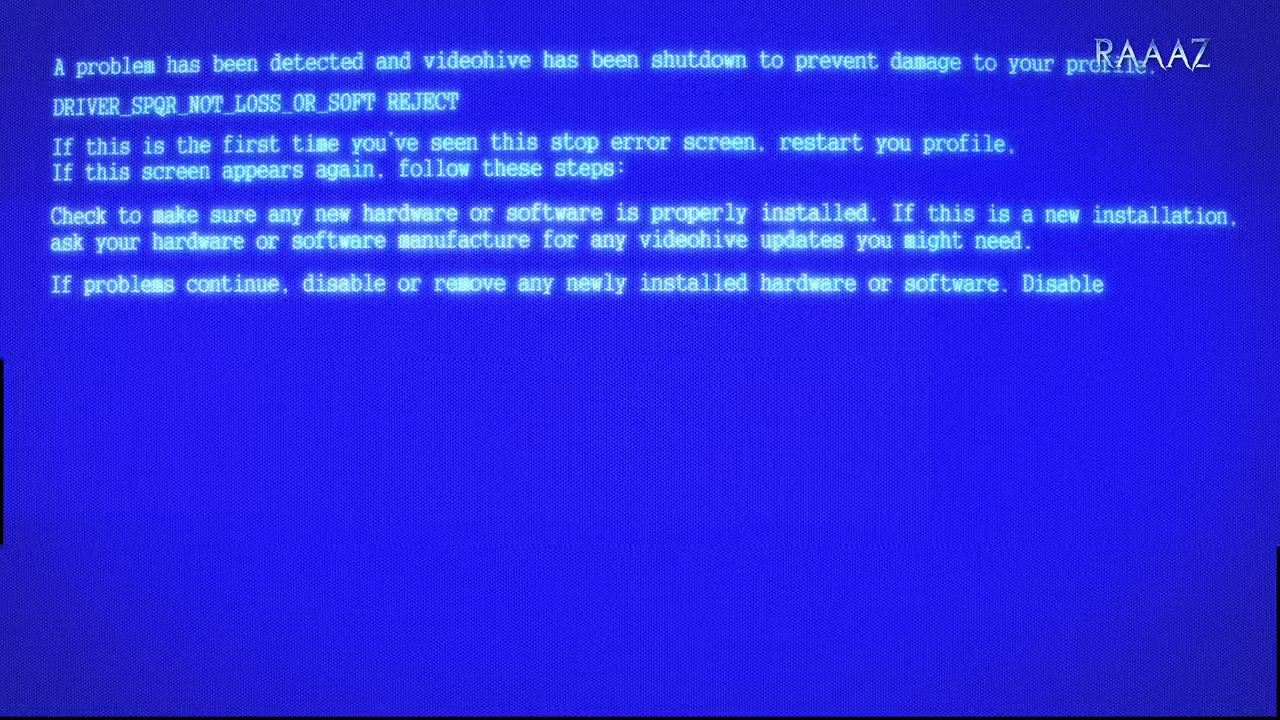 RAAAZ
A problem has been detected and videohive has been shutdown to prevent damage to your profile.
DRIVER_SPQR_NOT_LOSS_OR_SOFT REJECT
If this is the first time you've seen this stop error screen, restart you profile,
If this screen appears again, follow these steps:
Check to make sure any new hardware or software is properly installed. If this is a new installation,
ask your hardware or software manufacture for any videohive updates you might need.
If problems continue, disable or remove any newly installed hardware or software. Disable